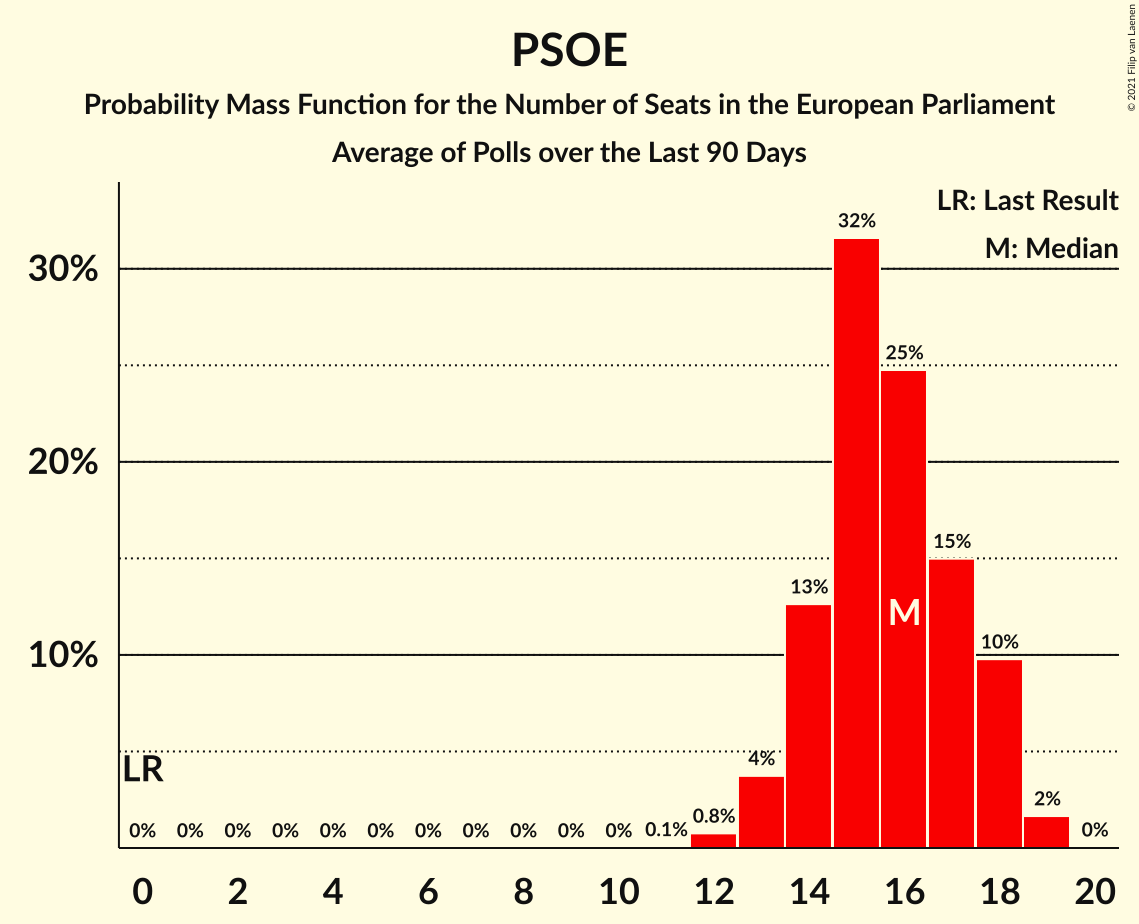 © 2021 Filip van Laenen
PSOE
Probability Mass Function for the Number of Seats in the European Parliament
Average of Polls over the Last 90 Days
LR: Last Result
M: Median
30%
20%
10%
32%
25%
15%
13%
M
10%
4%
LR
2%
0% 0% 0% 0% 0% 0% 0% 0% 0% 0% 0% 0.1% 0.8% 0%
0 2 4 6 8 10 12 14 16 18 20